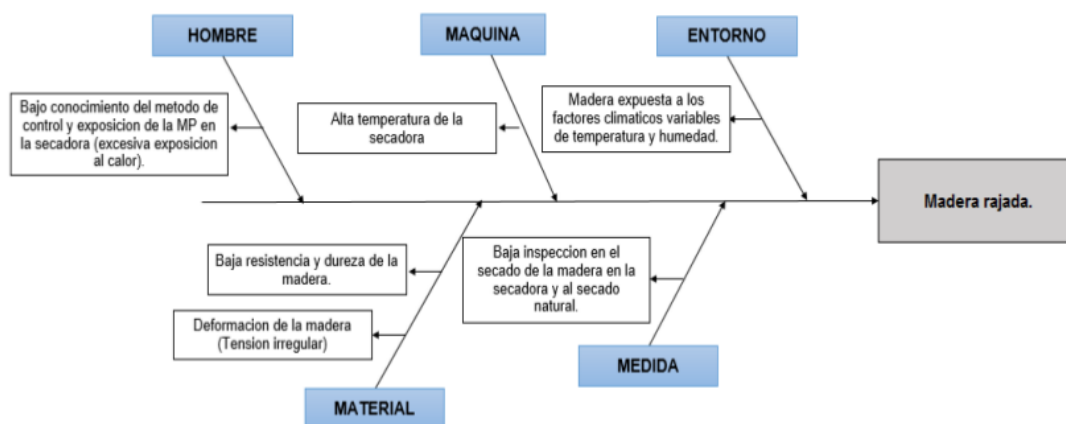 HOMBRE
MAQUINA
ENTORNO
Bajo conocimiento del metodo de
control y exposicion de la MP en
la secadora (excesiva exposicion
al calor).
Alta temperatura de la
secadora
Madera expuesta a los
factores climaticos variables
de temperatura y humedad.
Madera rajada.
Baja resistencia y dureza de la
madera.
Baja inspeccion en el
secado de la madera en la
secadora y al secado
natural.
Deformacion de la madera
(Tension irregular)
MEDIDA
MATERIAL